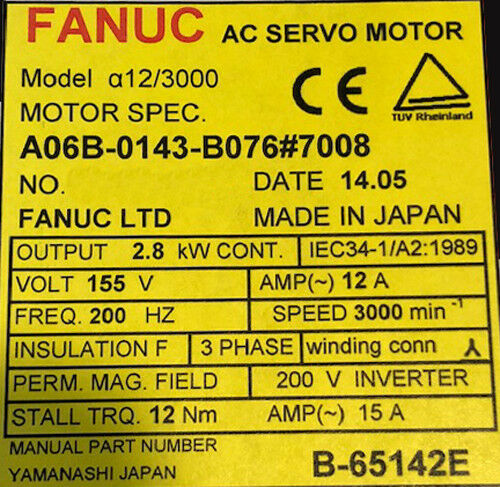 FANUC AC SERVO MOTOR
Model α12/3000
MOTOR SPEC.
TUV Rheinland
A06B-0143-B076#7008
NO. DATE 14.05
FANUC LTD MADE IN JAPAN
OUTPUT 2.8 kW CONT. IEC34-1/A2:1989
VOLT 155 V AMP(~) 12 A
FREQ. 200 HZ SPEED 3000 min⁻¹
INSULATION F 3 PHASE winding conn
PERM. MAG. FIELD 200 V INVERTER
STALL TRQ. 12 Nm AMP(~) 15 A
MANUAL PART NUMBER
YAMANASHI JAPAN B-65142E